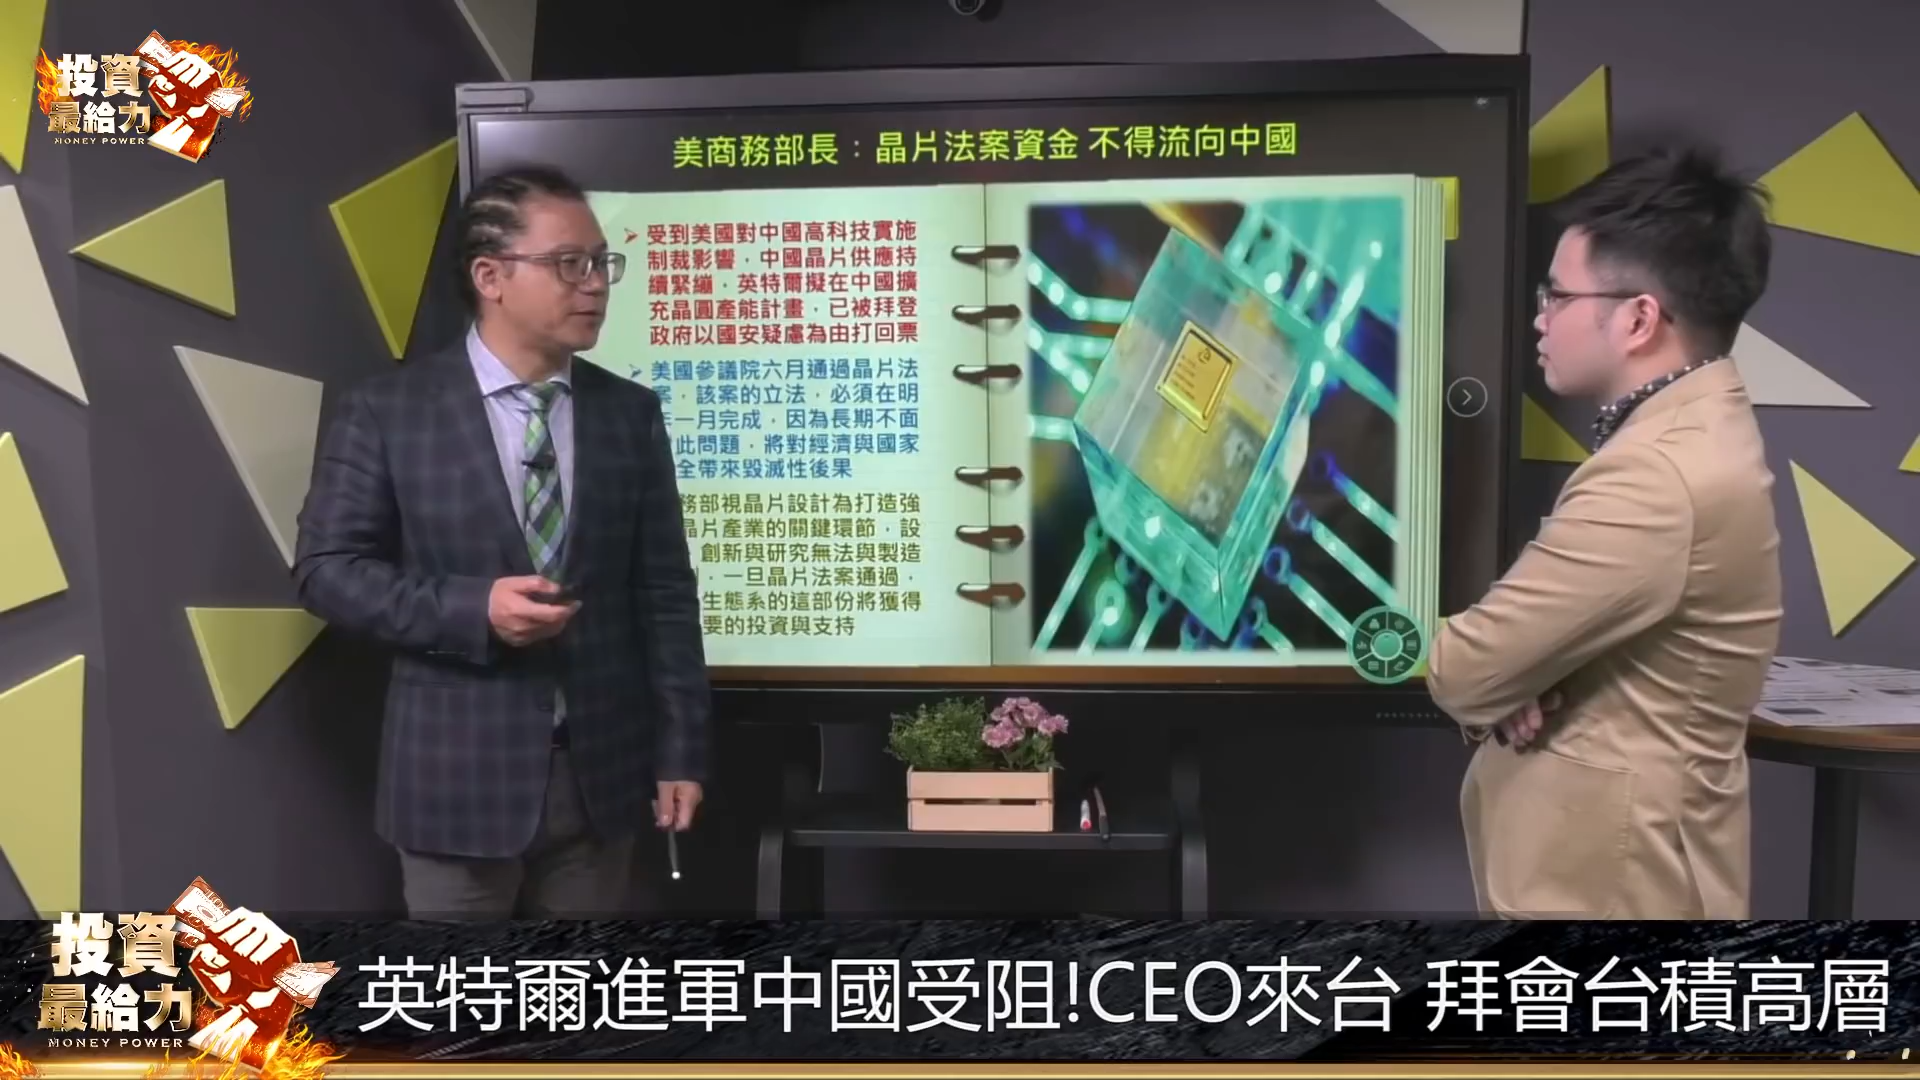 投資
最給力
MONEY POWER
美商務部長：晶片法案資金 不得流向中國
受到美國對中國高科技實施
制裁影響，中國晶片供應持
續緊繃，英特爾擬在中國擴
充晶圓產能計畫，已被拜登
政府以國安疑慮為由打回票
美國參議院六月通過晶片法
案，該案的立法，必須在明
年一月完成，因為長期不面
此問題，將對經濟與國家
全帶來毀滅性後果
務部視晶片設計為打造強
晶片產業的關鍵環節，設
創新與研究無法與製造
，一旦晶片法案通過，
生態系的這部份將獲得
要的投資與支持
投資
最給力
MONEY POWER
英特爾進軍中國受阻!CEO來台 拜會台積高層